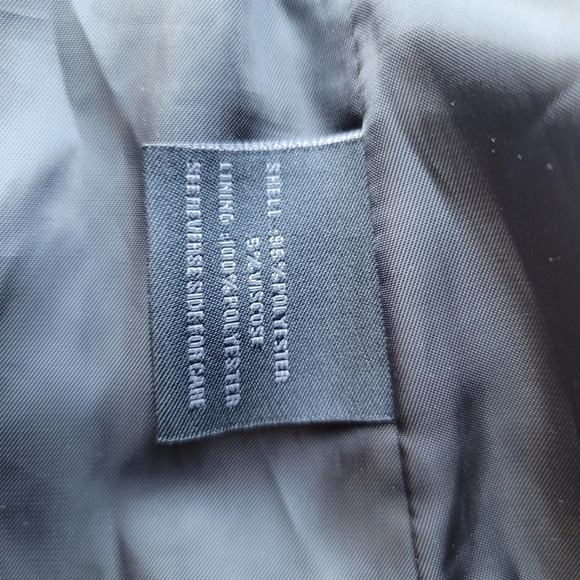 SHELL :95%POLYESTER
5%VISCOSE
LINING :100%POLYESTER
SEE REVERSE SIDE FOR CARE